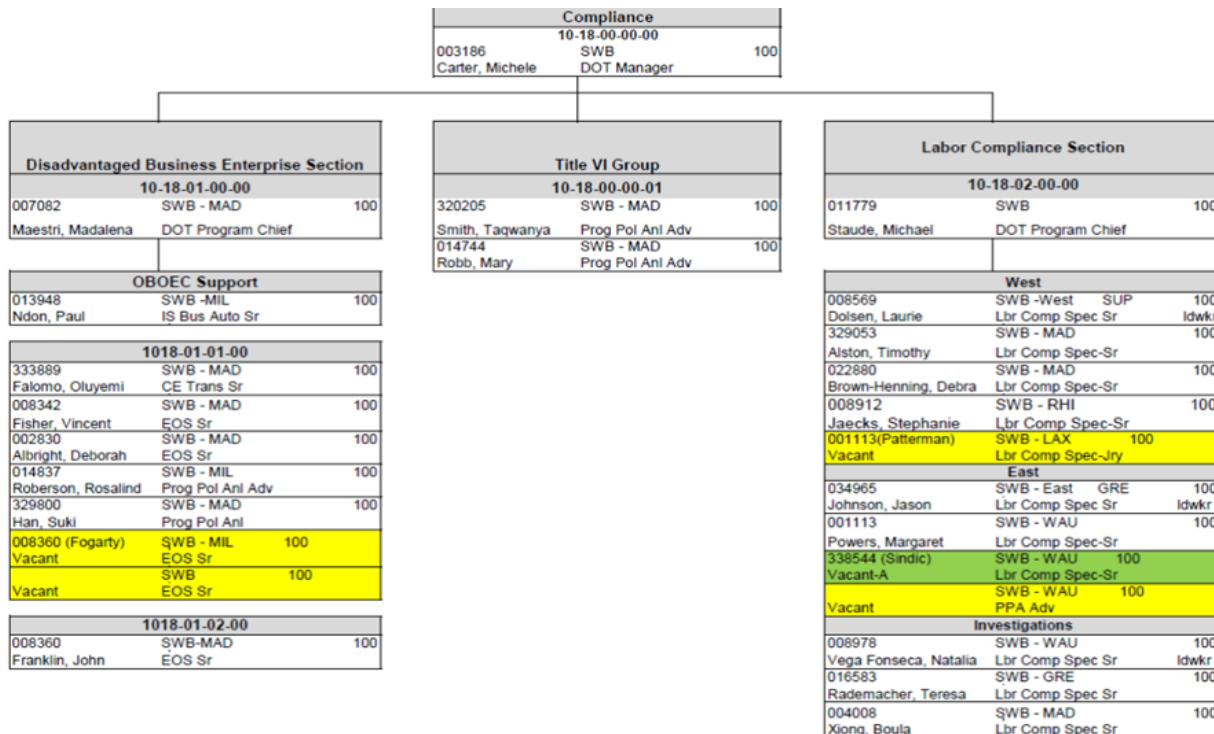 Compliance
10-18-00-00-00
003186 SWB 100
Carter, Michele DOT Manager
Disadvantaged Business Enterprise Section
10-18-01-00-00
007082 SWB - MAD 100
Maestri, Madalena DOT Program Chief
OBOEC Support
013948 SWB -MIL 100
Ndon, Paul IS Bus Auto Sr
1018-01-01-00
333889 SWB - MAD 100
Falomo, Oluyemi CE Trans Sr
008342 SWB - MAD 100
Fisher, Vincent EOS Sr
002830 SWB - MAD 100
Albright, Deborah EOS Sr
014837 SWB - MIL 100
Roberson, Rosalind Prog Pol Anl Adv
329800 SWB - MAD 100
Han, Suki Prog Pol Anl
008360 (Fogarty) SWB - MIL 100
Vacant EOS Sr
SWB 100
Vacant EOS Sr
1018-01-02-00
008360 SWB-MAD 100
Franklin, John EOS Sr
Title VI Group
10-18-00-00-01
320205 SWB - MAD 100
Smith, Taqwanya Prog Pol Anl Adv
014744 SWB - MAD 100
Robb, Mary Prog Pol Anl Adv
Labor Compliance Section
10-18-02-00-00
011779 SWB 100
Staude, Michael DOT Program Chief
West
008569 SWB -West SUP 100
Dolsen, Laurie Lbr Comp Spec Sr ldwkr
329053 SWB - MAD 100
Alston, Timothy Lbr Comp Spec-Sr
022880 SWB - MAD 100
Brown-Henning, Debra Lbr Comp Spec-Sr
008912 SWB - RHI 100
Jaecks, Stephanie Lbr Comp Spec-Sr
001113(Patterman) SWB - LAX 100
Vacant Lbr Comp Spec-Jry
East
034965 SWB - East GRE 100
Johnson, Jason Lbr Comp Spec Sr ldwkr
001113 SWB - WAU 100
Powers, Margaret Lbr Comp Spec-Sr
338544 (Sindic) SWB - WAU 100
Vacant-A Lbr Comp Spec-Sr
SWB - WAU 100
Vacant PPA Adv
Investigations
008978 SWB - WAU 100
Vega Fonseca, Natalia Lbr Comp Spec Sr ldwkr
016583 SWB - GRE 100
Rademacher, Teresa Lbr Comp Spec Sr
004008 SWB - MAD 100
Xiong, Boula Lbr Comp Spec Sr